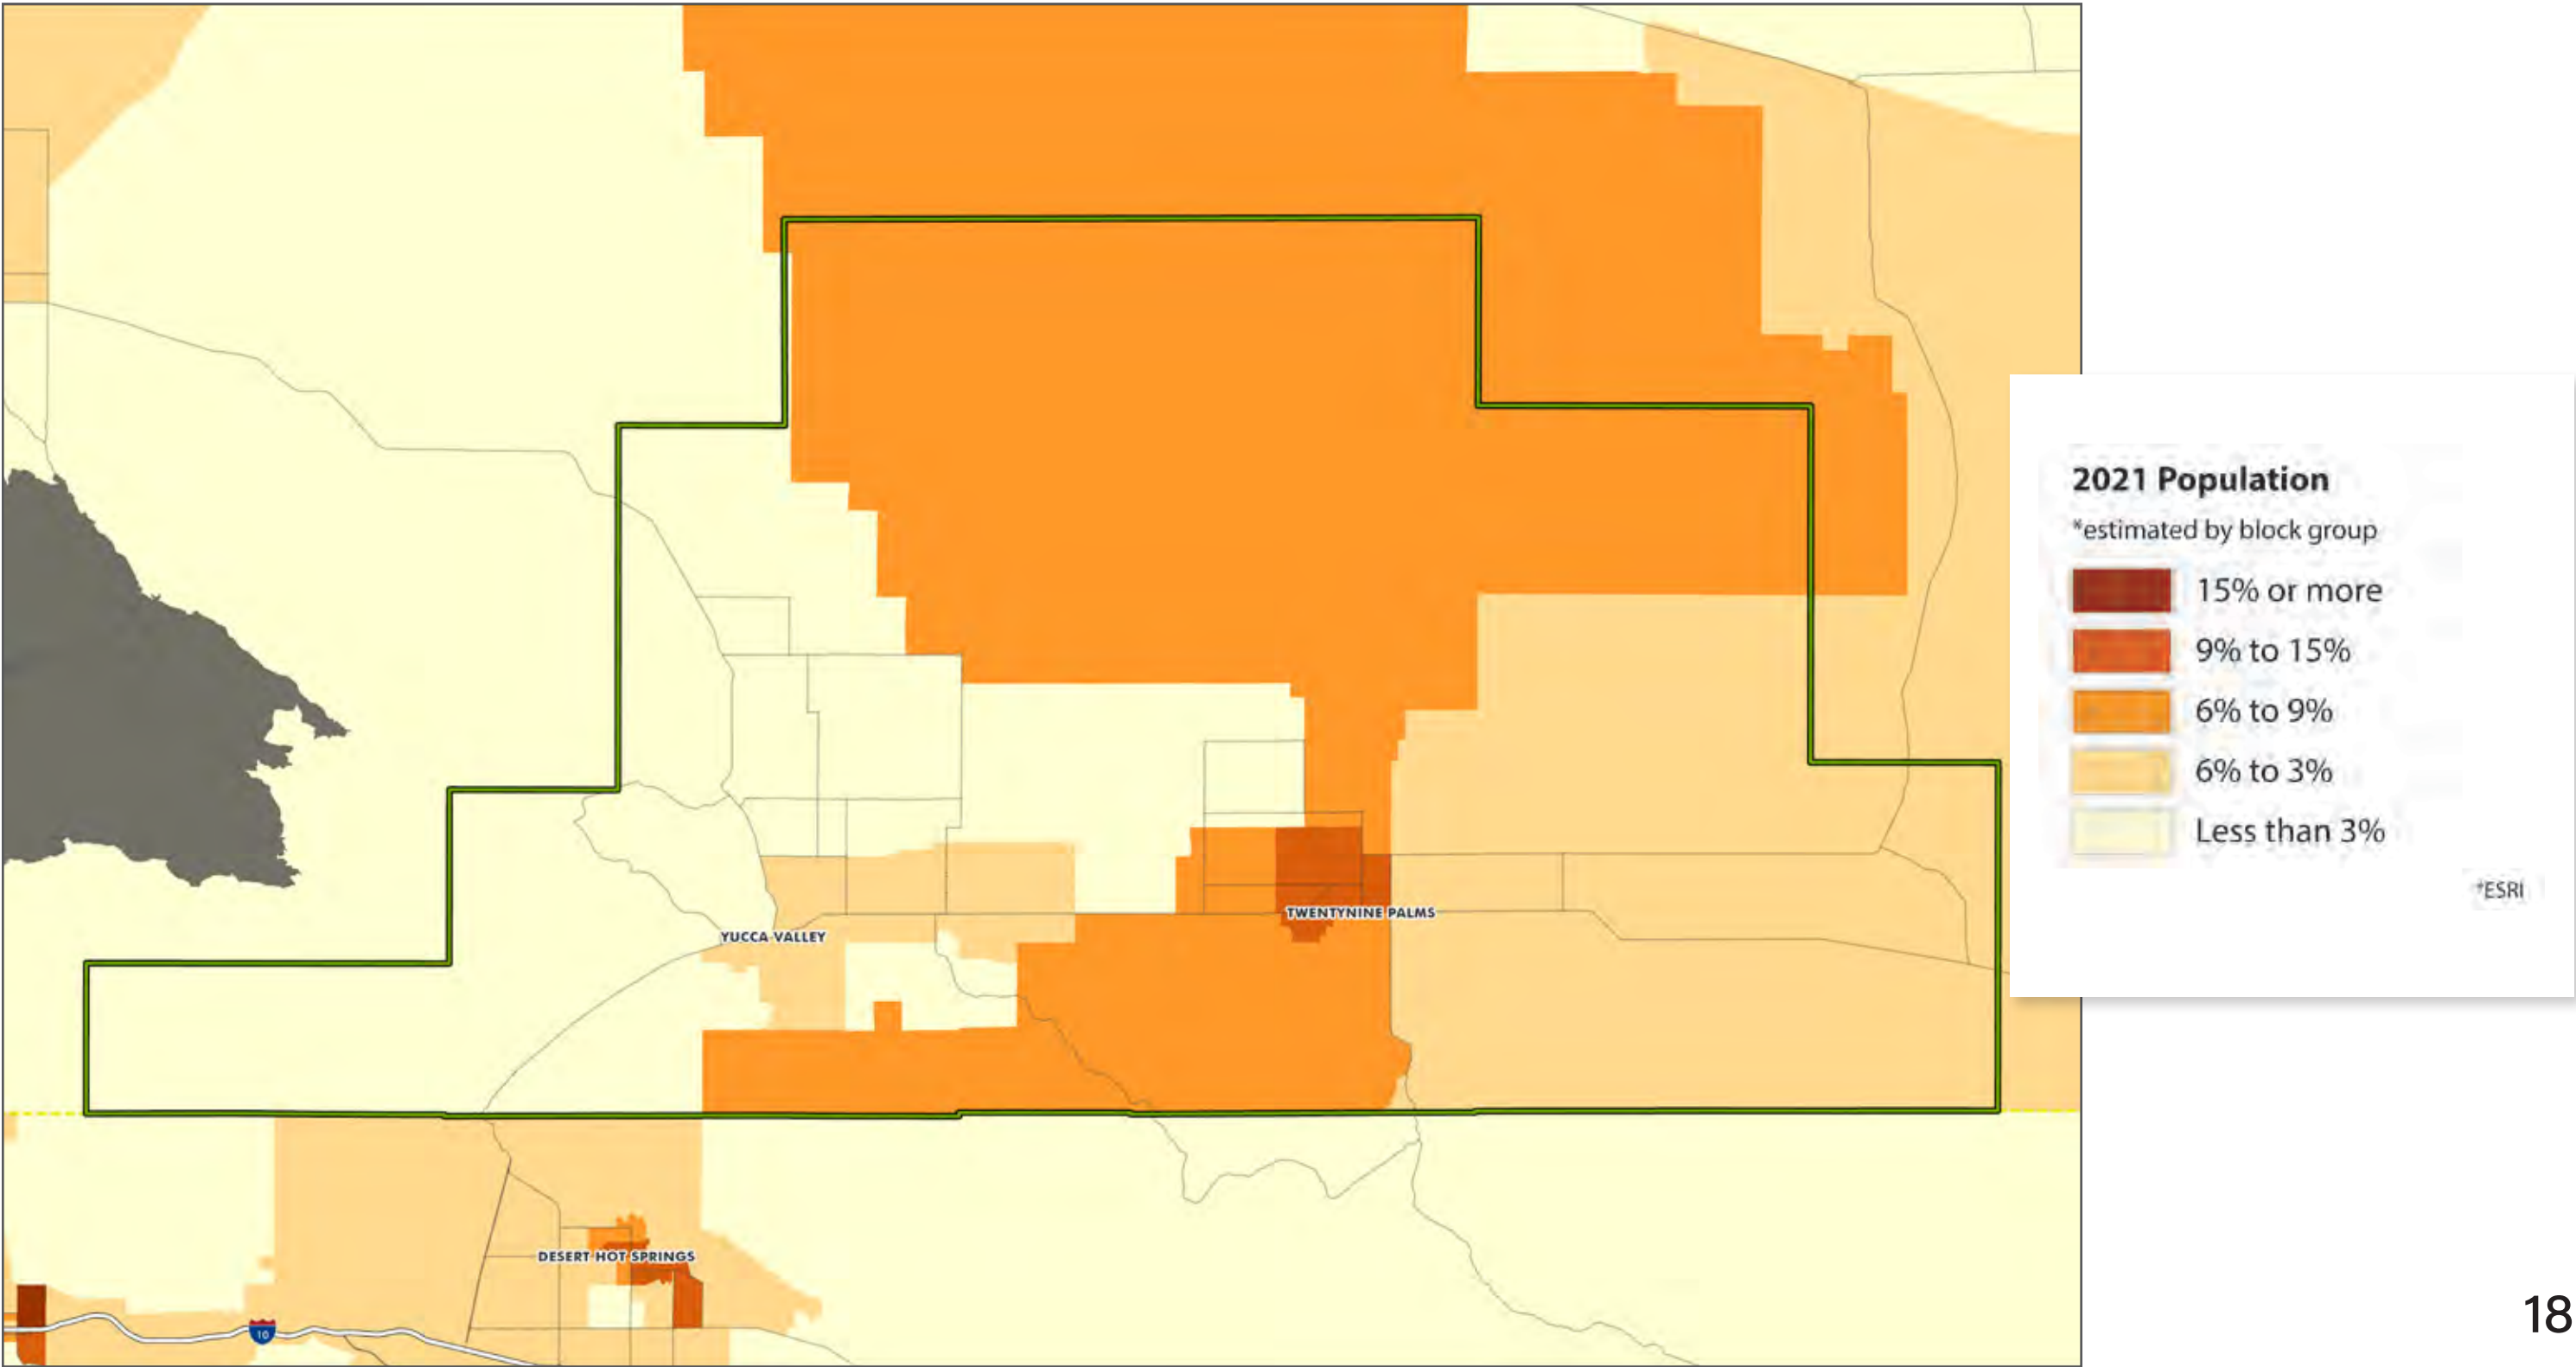 2021 Population
*estimated by block group
15% or more
9% to 15%
6% to 9%
6% to 3%
Less than 3%
*ESRI
TWENTYNINE PALMS
YUCCA VALLEY
DESERT HOT SPRINGS
10
18